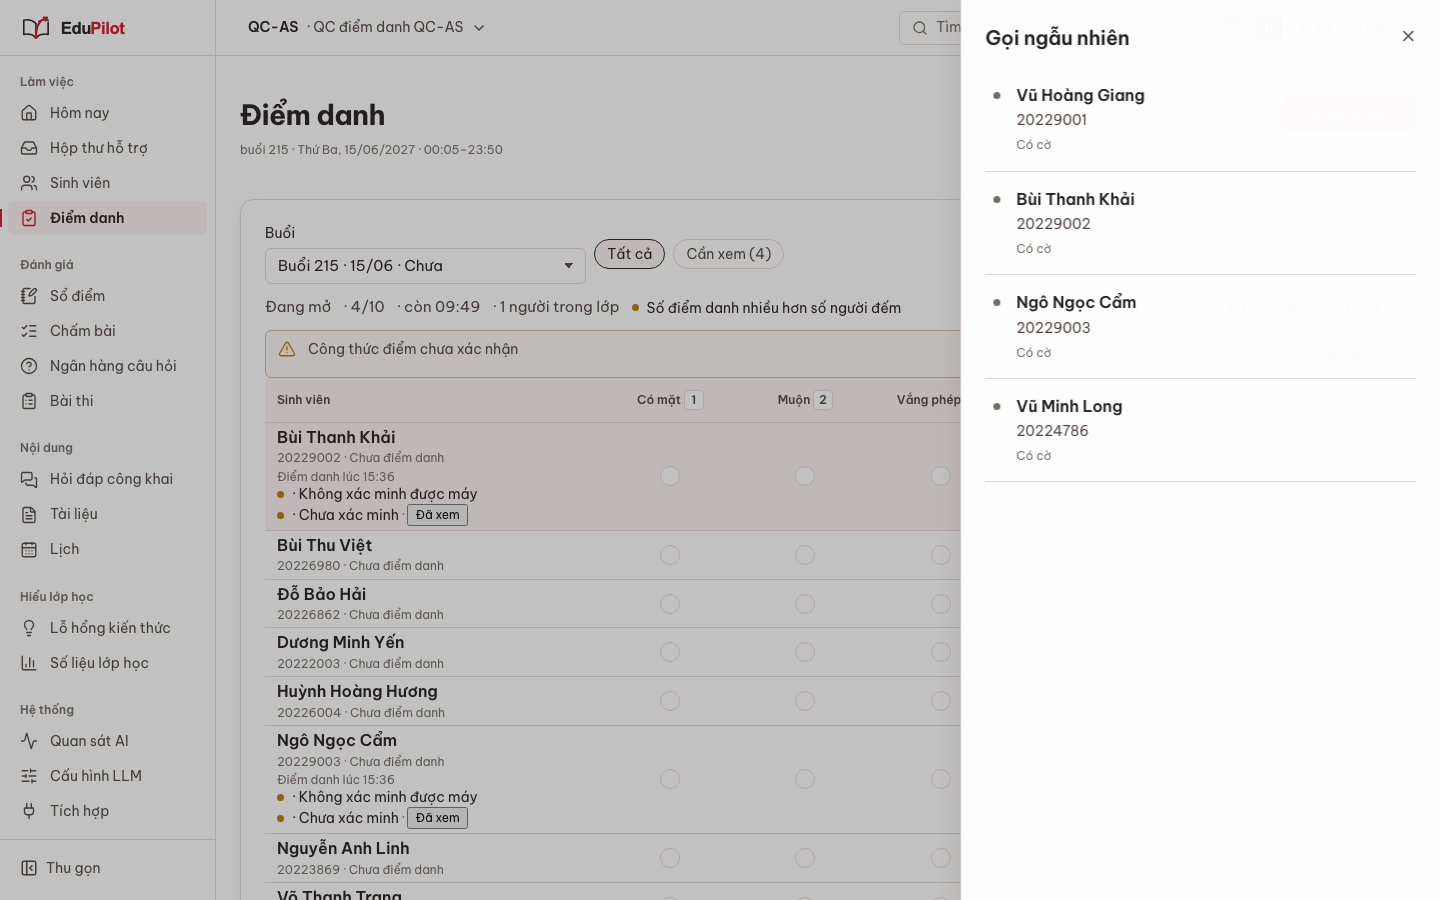 EduPilot
QC-AS · QC điểm danh QC-AS
Tìm
Làm việc
Hôm nay
Hộp thư hỗ trợ
Sinh viên
Điểm danh
Đánh giá
Sổ điểm
Chấm bài
Ngân hàng câu hỏi
Bài thi
Nội dung
Hỏi đáp công khai
Tài liệu
Lịch
Hiểu lớp học
Lỗ hổng kiến thức
Số liệu lớp học
Hệ thống
Quan sát AI
Cấu hình LLM
Tích hợp
Thu gọn
Điểm danh
buổi 215 · Thứ Ba, 15/06/2027 · 00:05–23:50
Buổi
Buổi 215 · 15/06 · Chưa
Tất cả
Cần xem (4)
Đang mở · 4/10 · còn 09:49 · 1 người trong lớp
Số điểm danh nhiều hơn số người đếm
Công thức điểm chưa xác nhận
Sinh viên
Có mặt 1
Muộn 2
Vắng phép
Bùi Thanh Khải
20229002 · Chưa điểm danh
Điểm danh lúc 15:36
· Không xác minh được máy
· Chưa xác minh · Đã xem
Bùi Thu Việt
20226980 · Chưa điểm danh
Đỗ Bảo Hải
20226862 · Chưa điểm danh
Dương Minh Yến
20222003 · Chưa điểm danh
Huỳnh Hoàng Hương
20226004 · Chưa điểm danh
Ngô Ngọc Cẩm
20229003 · Chưa điểm danh
Điểm danh lúc 15:36
· Không xác minh được máy
· Chưa xác minh · Đã xem
Nguyễn Anh Linh
20223869 · Chưa điểm danh
Võ Thanh Trang
Gọi ngẫu nhiên
Vũ Hoàng Giang
20229001
Có cờ
Bùi Thanh Khải
20229002
Có cờ
Ngô Ngọc Cẩm
20229003
Có cờ
Vũ Minh Long
20224786
Có cờ